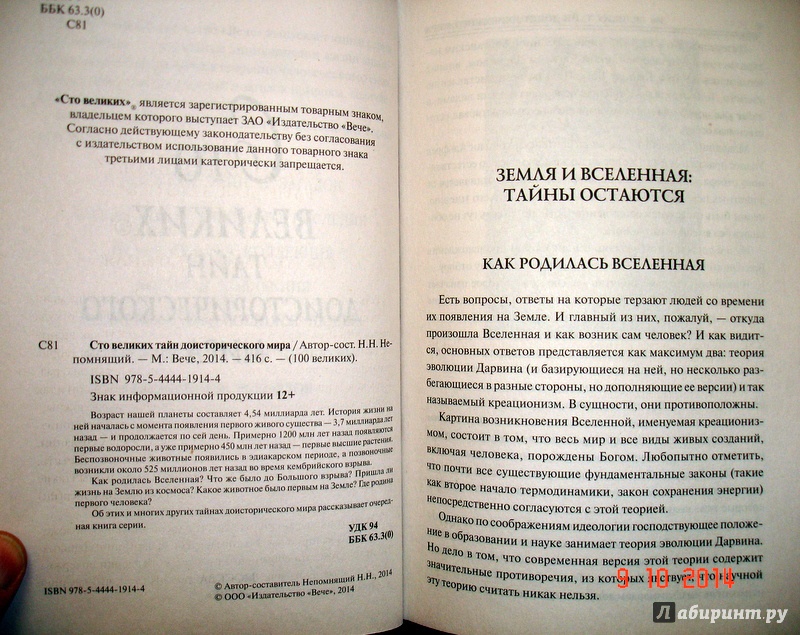 ББК 63.3(0)
С81
«Сто великих»® является зарегистрированным товарным знаком,
владельцем которого выступает ЗАО «Издательство «Вече».
Согласно действующему законодательству без согласования
с издательством использование данного товарного знака
третьими лицами категорически запрещается.
С81 Сто великих тайн доисторического мира / Автор-сост. Н.Н. Не-
помнящий. — М.: Вече, 2014. — 416 с. — (100 великих).
ISBN 978-5-4444-1914-4
Знак информационной продукции 12+
Возраст нашей планеты составляет 4,54 миллиарда лет. История жизни на
ней началась с момента появления первого живого существа — 3,7 миллиарда лет
назад — и продолжается по сей день. Примерно 1200 млн лет назад появляются
первые водоросли, а уже примерно 450 млн лет назад — первые высшие растения.
Беспозвоночные животные появились в эдиакарском периоде, а позвоночные
возникли около 525 миллионов лет назад во время кембрийского взрыва.
Как родилась Вселенная? Что же было до Большого взрыва? Пришла ли
жизнь на Землю из космоса? Какое животное было первым на Земле? Где родина
первого человека?
Об этих и многих других тайнах доисторического мира рассказывает очеред-
ная книга серии.
УДК 94
ББК 63.3(0)
ISBN 978-5-4444-1914-4
© Автор-составитель Непомнящий Н.Н., 2014
© ООО «Издательство «Вече», 2014
ЗЕМЛЯ И ВСЕЛЕННАЯ:
ТАЙНЫ ОСТАЮТСЯ
КАК РОДИЛАСЬ ВСЕЛЕННАЯ
Есть вопросы, ответы на которые терзают людей со времени
их появления на Земле. И главный из них, пожалуй, — откуда
произошла Вселенная и как возник сам человек? И как видит-
ся, основных ответов представляется как максимум два: теория
эволюции Дарвина (и базирующиеся на ней, но несколько раз-
бегающиеся в разные стороны, но дополняющие ее версии) и так
называемый креационизм. В сущности, они противоположны.
Картина возникновения Вселенной, именуемая креациониз-
мом, состоит в том, что весь мир и все виды живых созданий,
включая человека, порождены Богом. Любопытно отметить,
что почти все существующие фундаментальные законы (такие
как второе начало термодинамики, закон сохранения энергии)
непосредственно согласуются с этой теорией.
Однако по соображениям идеологии господствующее положе-
ние в образовании и науке занимает теория эволюции Дарвина.
Но дело в том, что современная версия этой теории содержит
значительные противоречия, из которых что научной
эту теорию считать никак нельзя.
9 10 2014
Лабиринт.ру